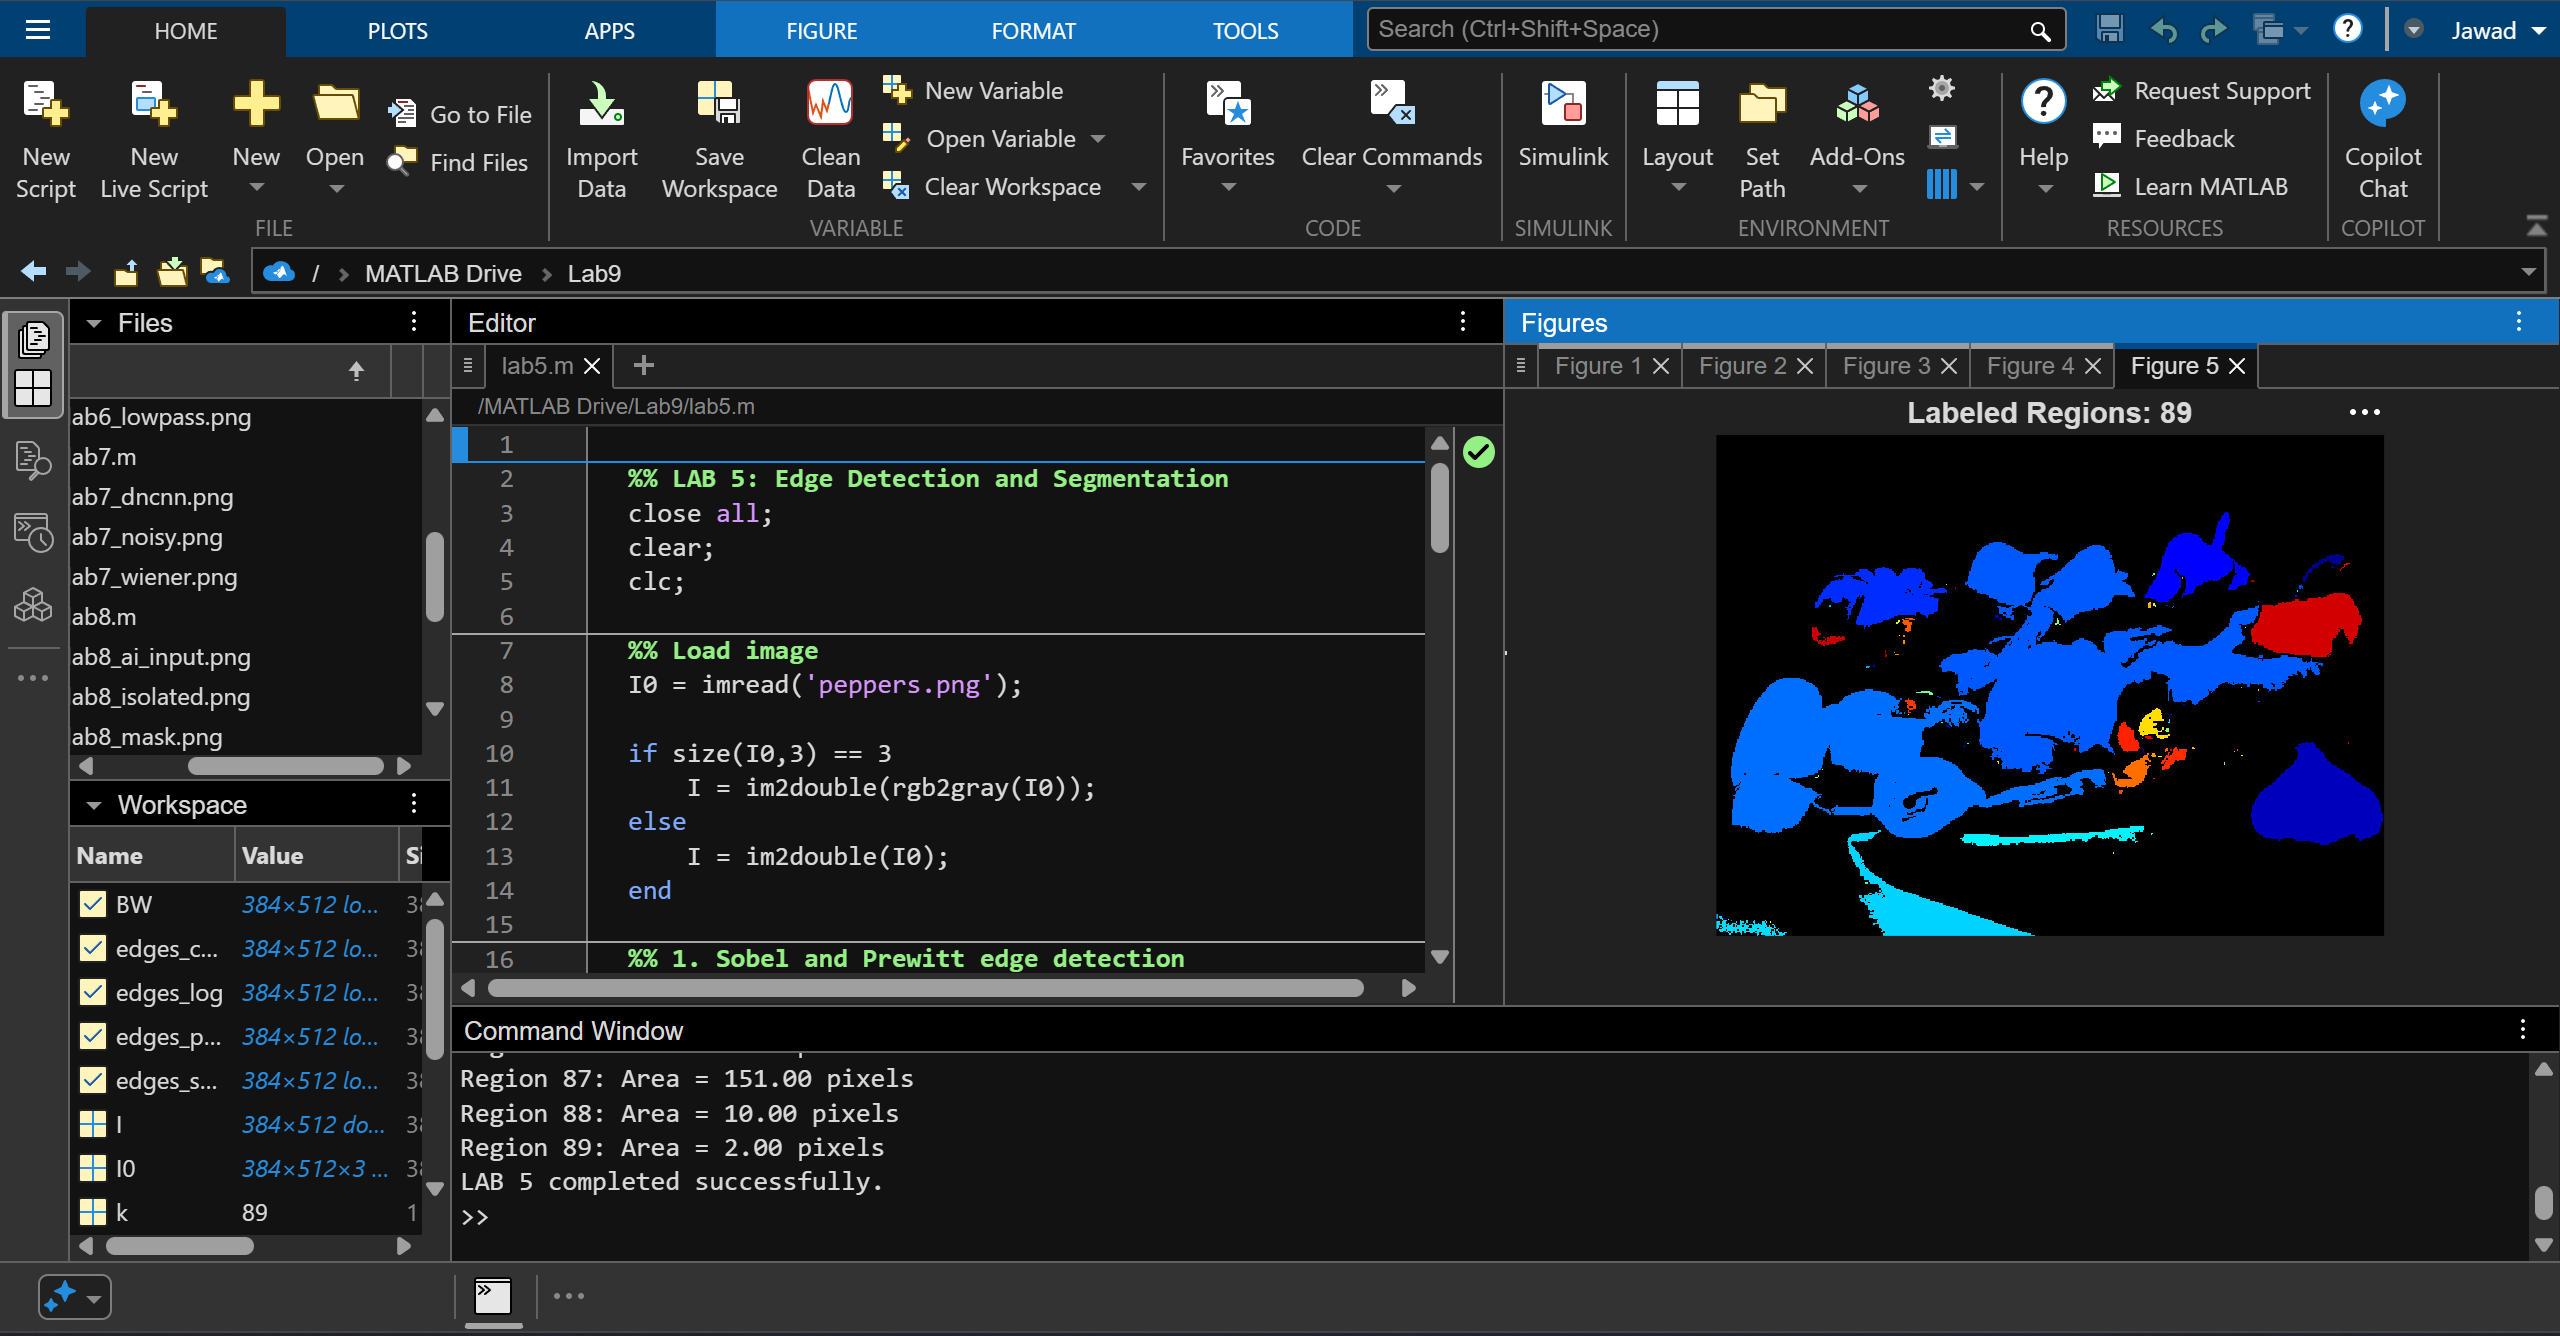 HOME
PLOTS
APPS
FIGURE
FORMAT
TOOLS
Search (Ctrl+Shift+Space)
Jawad
New Script
New Live Script
New
Open
Go to File
Find Files
FILE
Import Data
Save Workspace
Clean Data
New Variable
Open Variable
Clear Workspace
VARIABLE
Favorites
Clear Commands
CODE
Simulink
SIMULINK
Layout
Set Path
Add-Ons
ENVIRONMENT
Help
Request Support
Feedback
Learn MATLAB
RESOURCES
Copilot Chat
COPILOT
/ > MATLAB Drive > Lab9
Files
ab6_lowpass.png
ab7.m
ab7_dncnn.png
ab7_noisy.png
ab7_wiener.png
ab8.m
ab8_ai_input.png
ab8_isolated.png
ab8_mask.png
Workspace
Name Value Si
BW 384×512 lo... 38
edges_c... 384×512 lo... 38
edges_log 384×512 lo... 38
edges_p... 384×512 lo... 38
edges_s... 384×512 lo... 38
I 384×512 do... 38
I0 384×512×3 ... 38
k 89 1
Editor
lab5.m
/MATLAB Drive/Lab9/lab5.m
1
2 %% LAB 5: Edge Detection and Segmentation
3 close all;
4 clear;
5 clc;
6
7 %% Load image
8 I0 = imread('peppers.png');
9
10 if size(I0,3) == 3
11 I = im2double(rgb2gray(I0));
12 else
13 I = im2double(I0);
14 end
15
16 %% 1. Sobel and Prewitt edge detection
Figures
Figure 1
Figure 2
Figure 3
Figure 4
Figure 5
Labeled Regions: 89
Command Window
Region 87: Area = 151.00 pixels
Region 88: Area = 10.00 pixels
Region 89: Area = 2.00 pixels
LAB 5 completed successfully.
>>